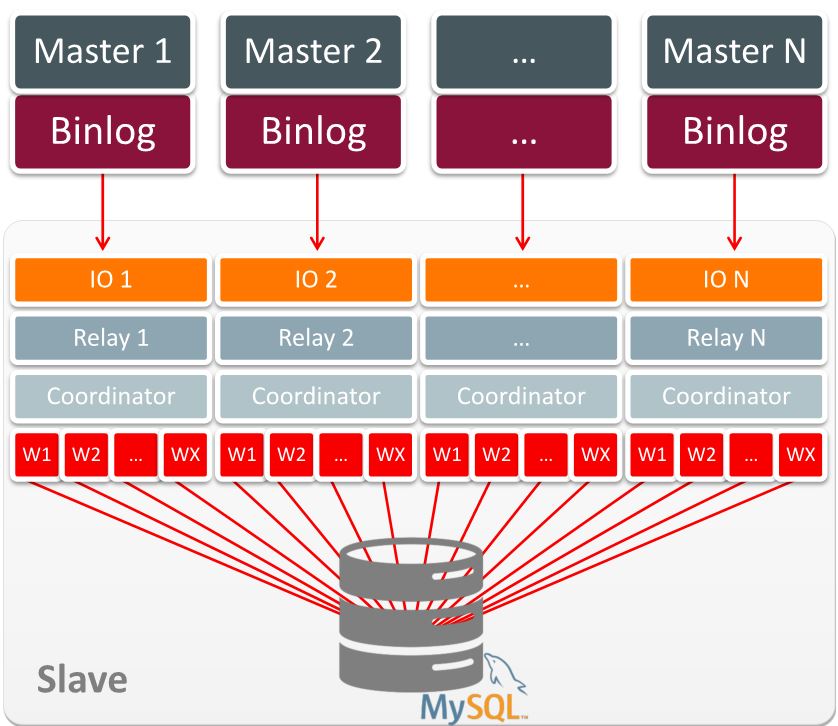 Master 1 Master 2 ... Master N
Binlog Binlog ... Binlog
IO 1 IO 2 ... IO N
Relay 1 Relay 2 ... Relay N
Coordinator Coordinator Coordinator Coordinator
W1 W2 ... WX W1 W2 ... WX W1 W2 ... WX W1 W2 ... WX
Slave
MySQL™